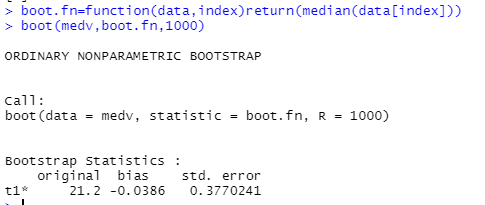 > boot.fn=function(data,index)return(median(data[index]))
> boot(medv,boot.fn,1000)
ORDINARY NONPARAMETRIC BOOTSTRAP
Call:
boot(data = medv, statistic = boot.fn, R = 1000)
Bootstrap Statistics :
    original  bias    std. error
t1*     21.2 -0.0386   0.3770241
>